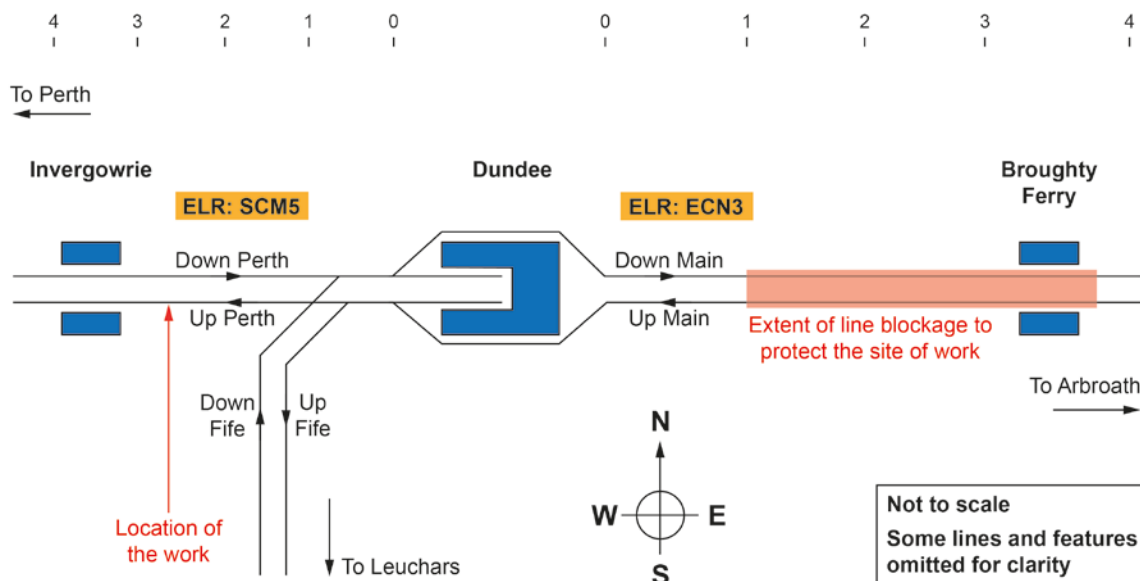 4 3 2 1 0 0 1 2 3 4
To Perth
Invergowrie
Dundee
Broughty
Ferry
ELR: SCM5
ELR: ECN3
Down Perth
Down Main
Up Perth
Up Main
Extent of line blockage to
protect the site of work
To Arbroath
Down
Fife
Up
Fife
N
W E
S
Location of
the work
To Leuchars
Not to scale
Some lines and features
omitted for clarity